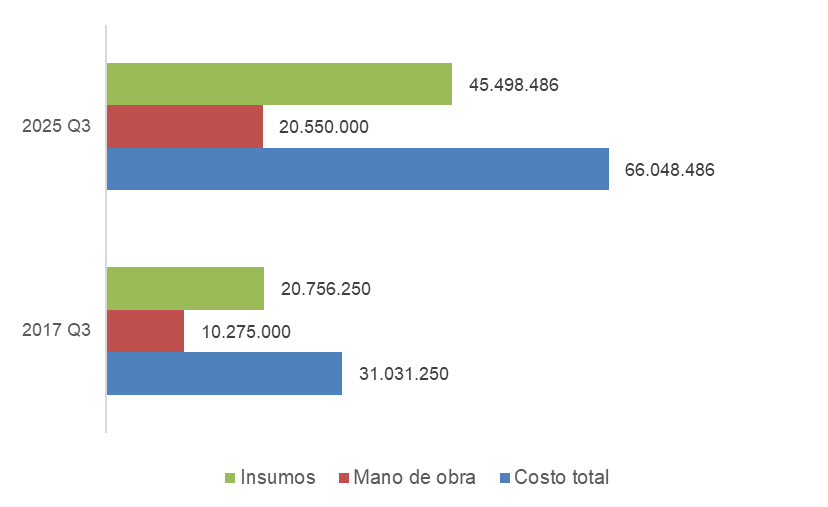 45.498.486
2025 Q3
20.550.000
66.048.486
20.756.250
2017 Q3
10.275.000
31.031.250
Insumos Mano de obra Costo total